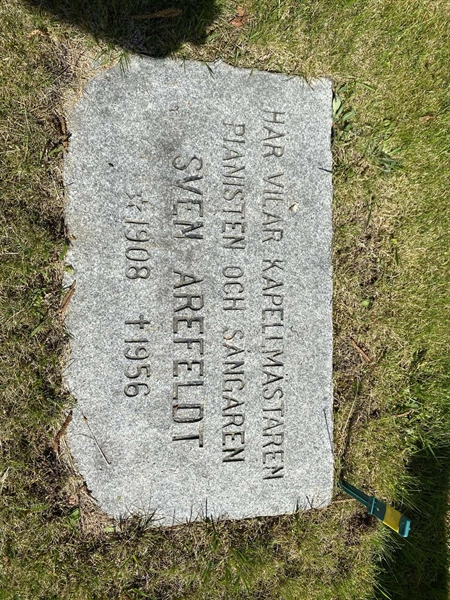 HÄR VILAR KAPELLMÄSTAREN
PIANISTEN OCH SÅNGAREN
SVEN AREFELDT
☆1908 †1956